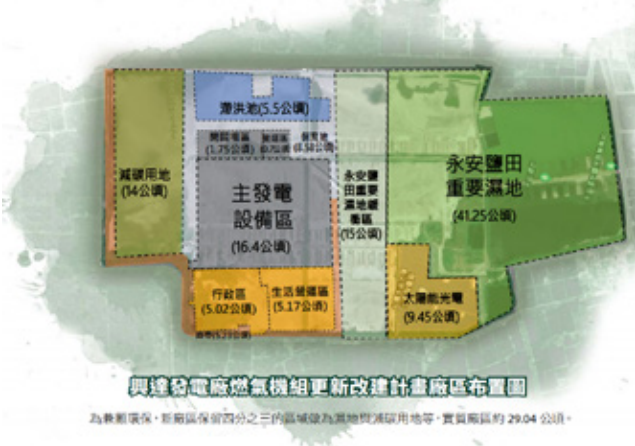 滯洪池(5.5公頃)
開關場區
(1.75公頃)
減碳用地
(14公頃)
主發電
設備區
(16.4公頃)
永安鹽
田重要
濕地緩
衝區
(15公頃)
永安鹽田
重要濕地
(41.25公頃)
行政區
(5.02公頃)
生活營運區
(5.17公頃)
太陽能光電
(9.45公頃)
興達發電廠燃氣機組更新改建計畫廠區布置圖
為兼顧環保，新廠區保留四分之三的區域做為濕地與減碳用地等，實質廠區約 29.04 公頃。